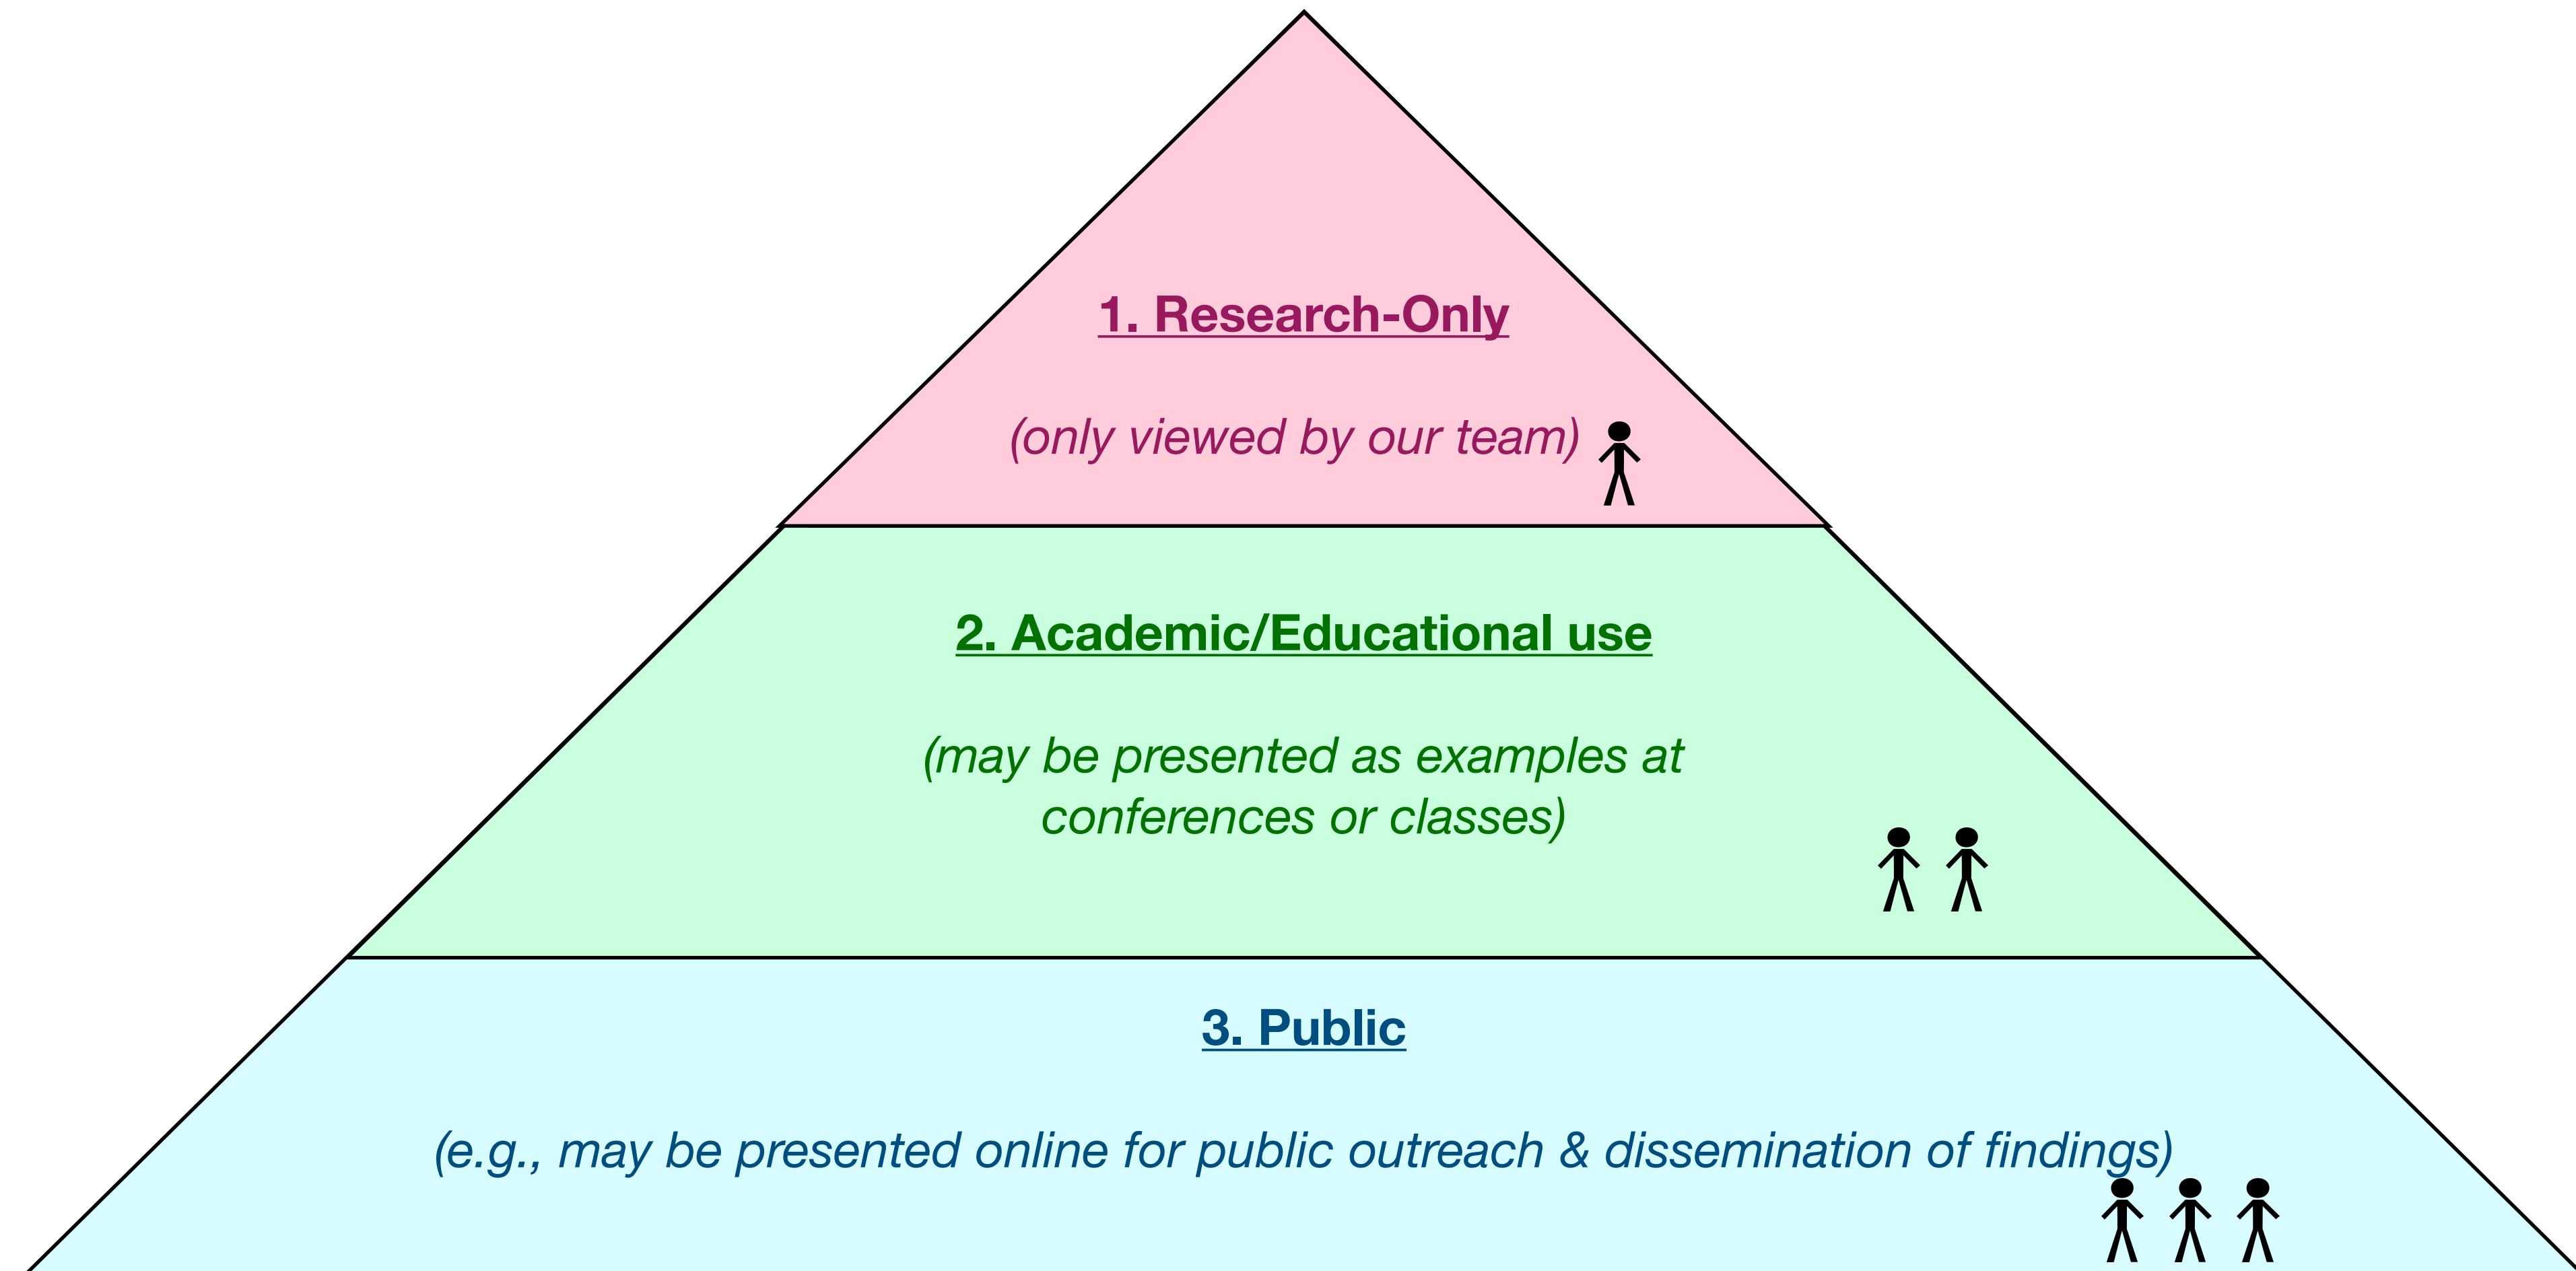 1. Research-Only
(only viewed by our team)
2. Academic/Educational use
(may be presented as examples at
conferences or classes)
3. Public
(e.g., may be presented online for public outreach & dissemination of findings)